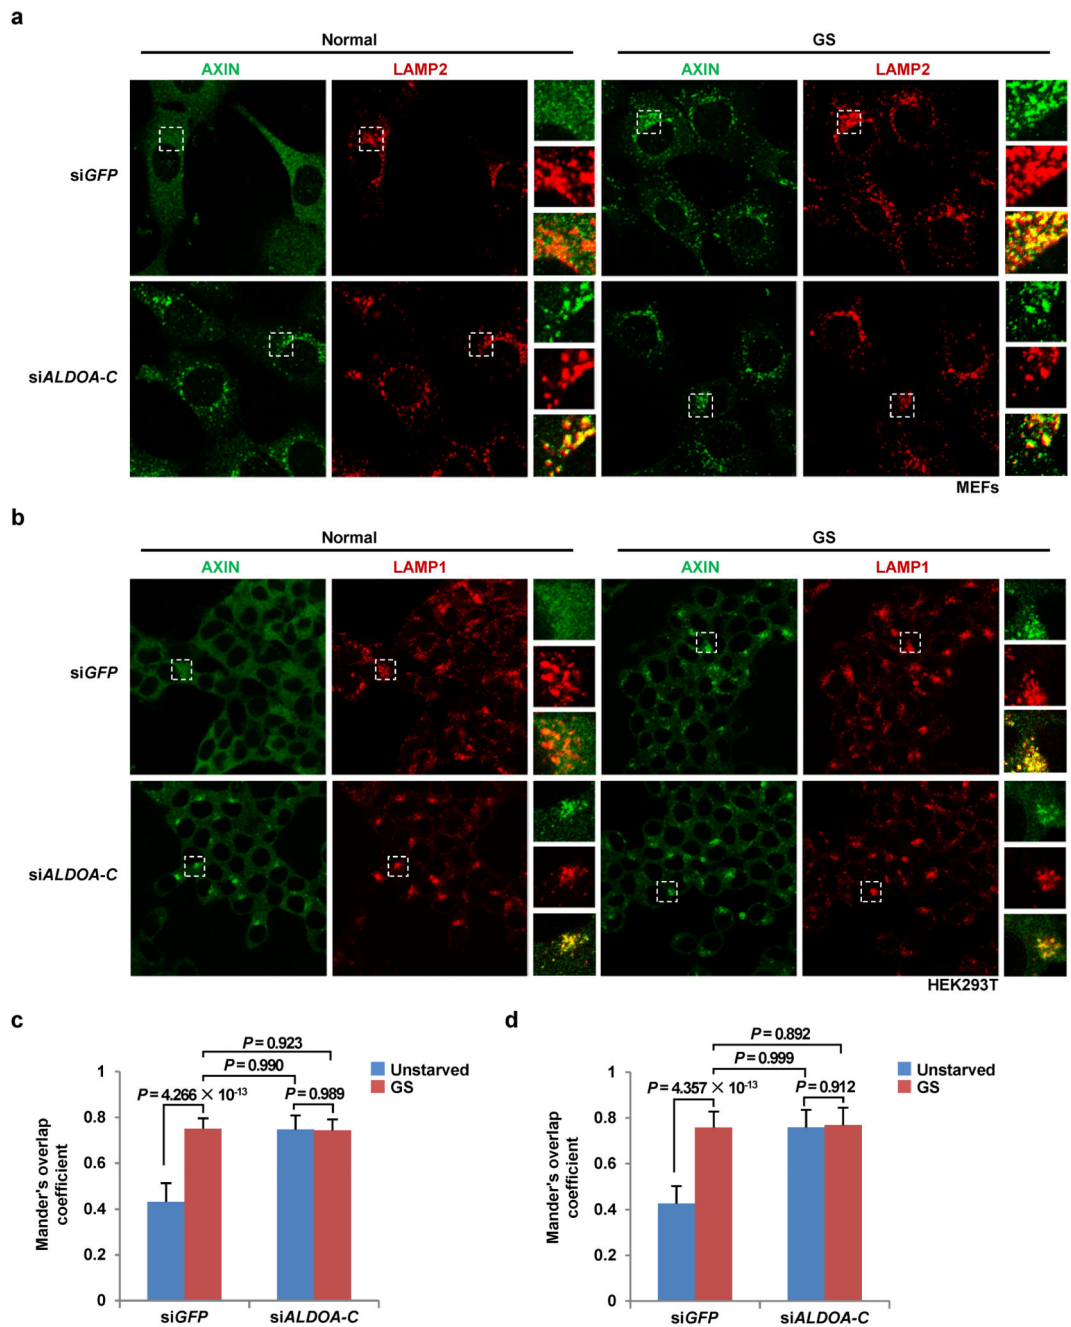 a
Normal GS
AXIN LAMP2 AXIN LAMP2
siGFP
siALDOA-C
MEFs
b
Normal GS
AXIN LAMP1 AXIN LAMP1
siGFP
siALDOA-C
HEK293T
c
P = 0.923
P = 0.990
P = 4.266 × 10⁻¹³
P = 0.989
Unstarved
GS
Mander's overlap
coefficient
1
0.8
0.6
0.4
0.2
0
siGFP siALDOA-C
d
P = 0.892
P = 0.999
P = 4.357 × 10⁻¹³
P = 0.912
Unstarved
GS
Mander's overlap
coefficient
1
0.8
0.6
0.4
0.2
0
siGFP siALDOA-C